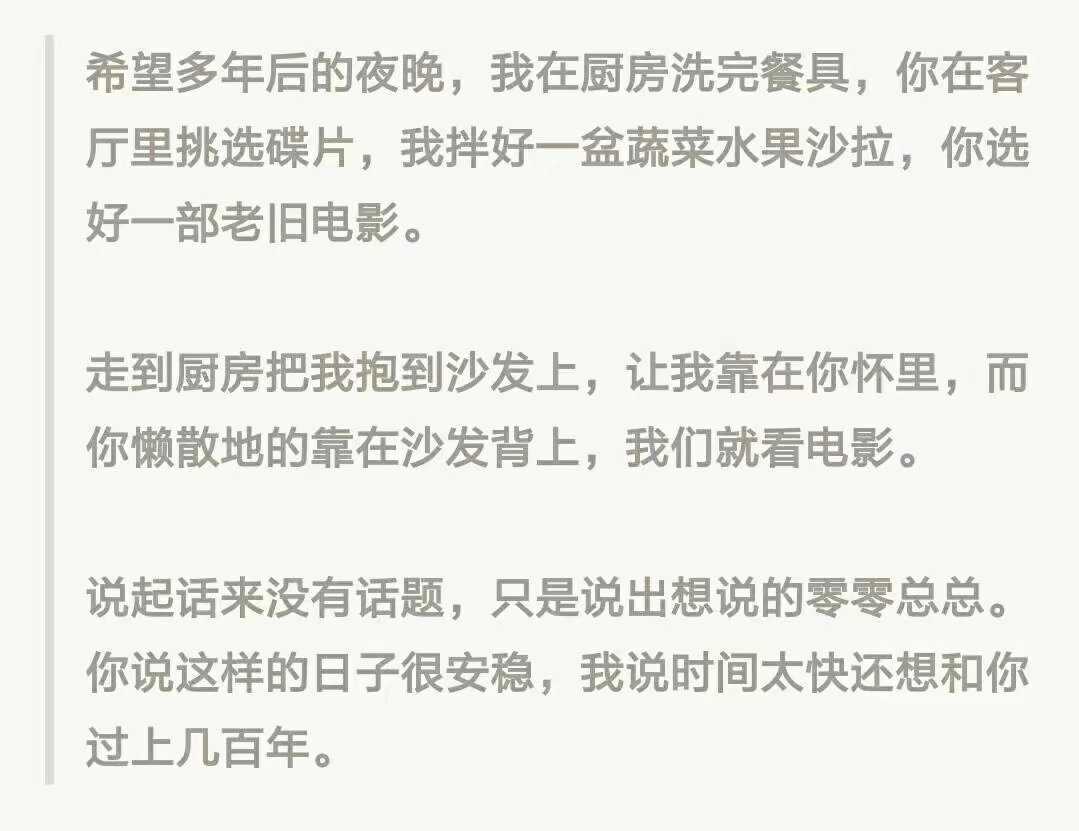 希望多年后的夜晚，我在厨房洗完餐具，你在客
厅里挑选碟片，我拌好一盆蔬菜水果沙拉，你选
好一部老旧电影。
走到厨房把我抱到沙发上，让我靠在你怀里，而
你懒散地的靠在沙发背上，我们就看电影。
说起话来没有话题，只是说出想说的零零总总。
你说这样的日子很安稳，我说时间太快还想和你
过上几百年。